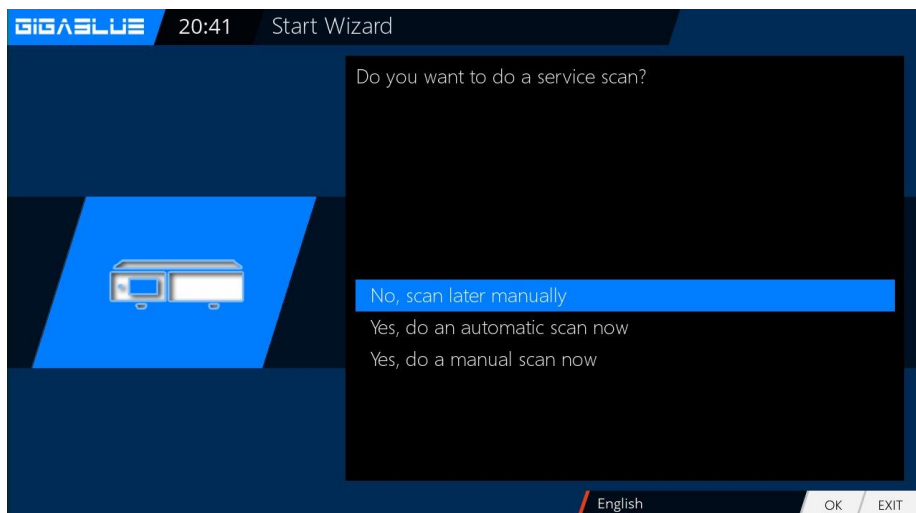 GIGABLUE 20:41 Start Wizard
Do you want to do a service scan?
No, scan later manually
Yes, do an automatic scan now
Yes, do a manual scan now
English OK EXIT